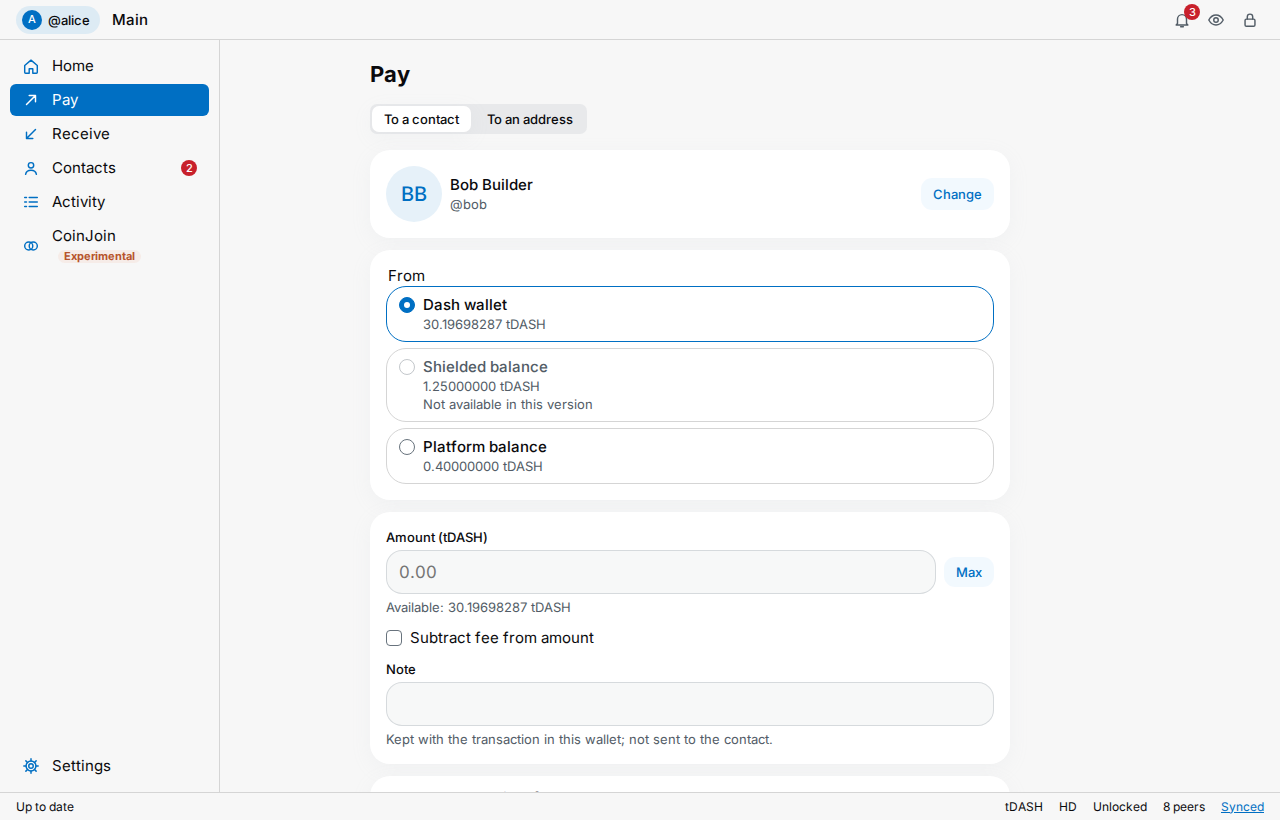 A @alice Main 3
Home
Pay
Receive
Contacts 2
Activity
CoinJoin
Experimental
Settings
Pay
To a contact To an address
BB
Bob Builder
@bob
Change
From
Dash wallet
30.19698287 tDASH
Shielded balance
1.25000000 tDASH
Not available in this version
Platform balance
0.40000000 tDASH
Amount (tDASH)
0.00 Max
Available: 30.19698287 tDASH
Subtract fee from amount
Note
Kept with the transaction in this wallet; not sent to the contact.
Up to date tDASH HD Unlocked 8 peers Synced